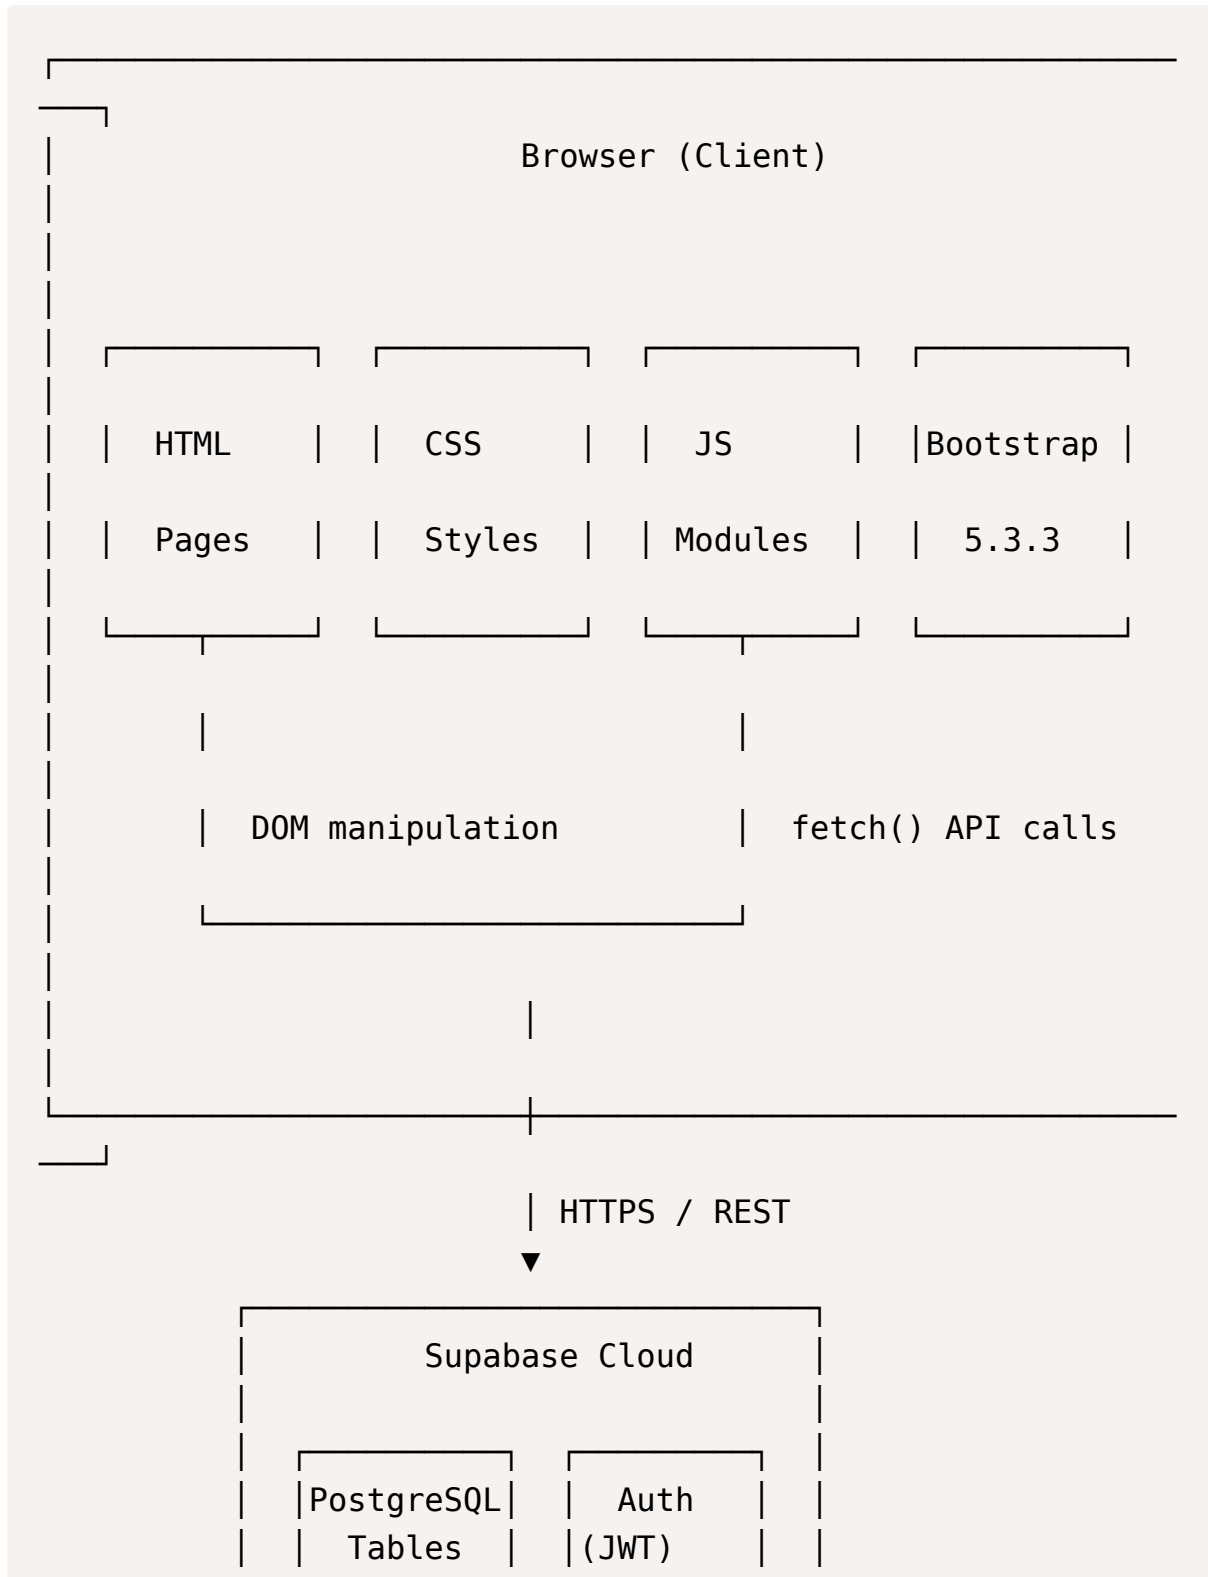 Browser (Client)
HTML CSS JS Bootstrap
Pages Styles Modules 5.3.3
DOM manipulation fetch() API calls
HTTPS / REST
Supabase Cloud
PostgreSQL Auth
Tables (JWT)